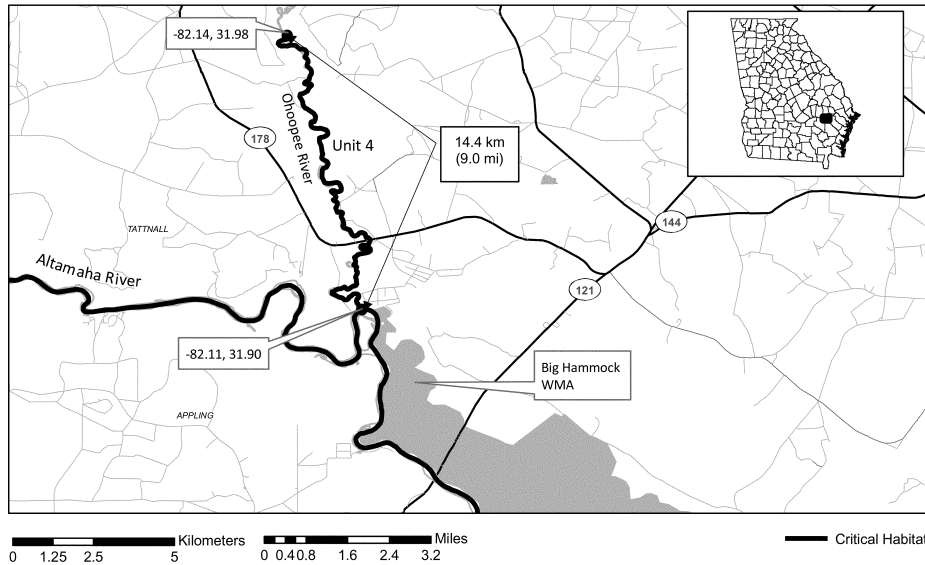 -82.14, 31.98
Ohoopee River
Unit 4
178
14.4 km
(9.0 mi)
144
TATTNALL
Altamaha River
121
-82.11, 31.90
Big Hammock
WMA
APPLING
Kilometers
0 1.25 2.5 5
Miles
0 0.4 0.8 1.6 2.4 3.2
Critical Habitat